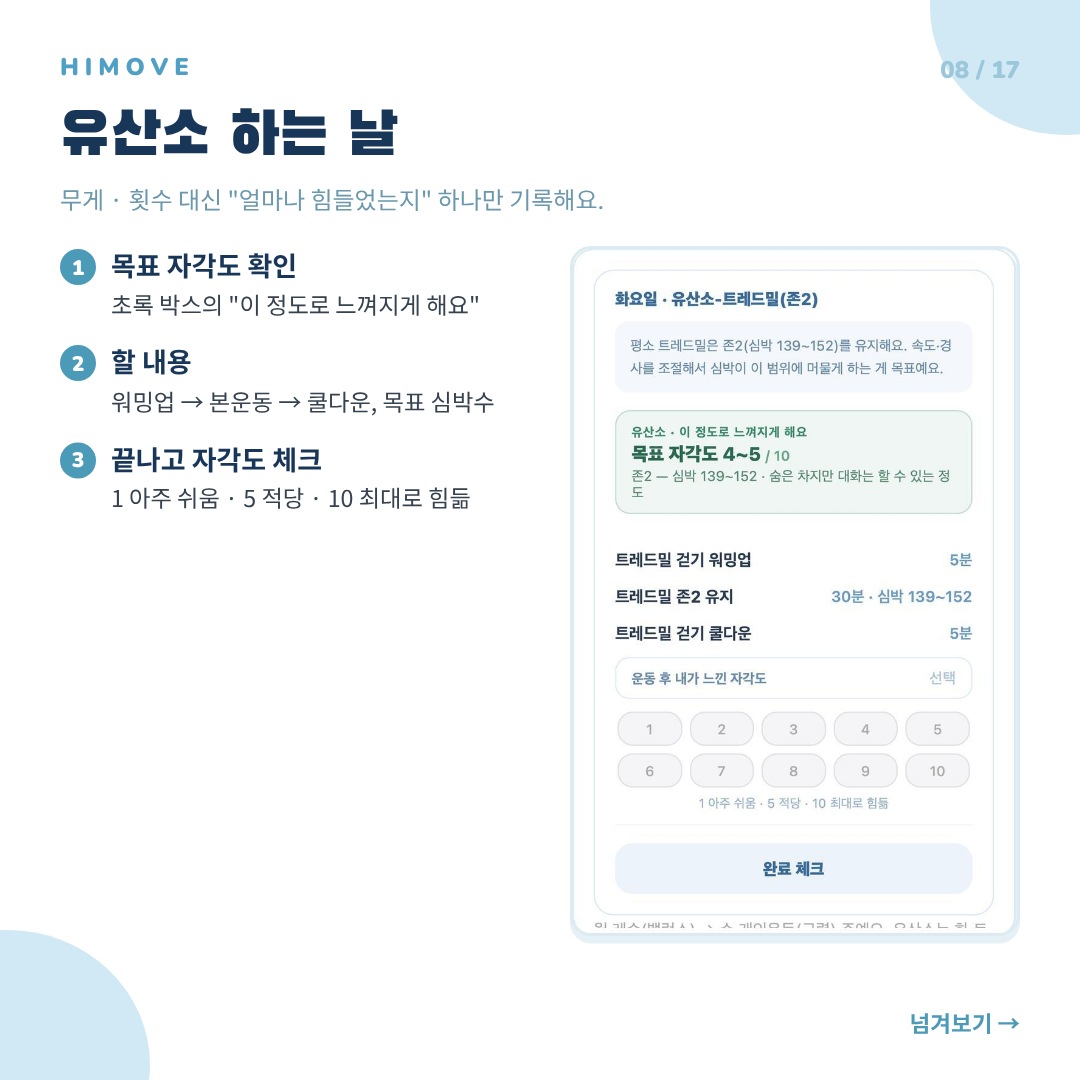 HIMOVE
08 / 17
유산소 하는 날
무게 · 횟수 대신 "얼마나 힘들었는지" 하나만 기록해요.
1 목표 자각도 확인
초록 박스의 "이 정도로 느껴지게 해요"
2 할 내용
워밍업 → 본운동 → 쿨다운, 목표 심박수
3 끝나고 자각도 체크
1 아주 쉬움 · 5 적당 · 10 최대로 힘듦
화요일 · 유산소-트레드밀(존2)
평소 트레드밀은 존2(심박 139~152)를 유지해요. 속도·경
사를 조절해서 심박이 이 범위에 머물게 하는 게 목표예요.
유산소 · 이 정도로 느껴지게 해요
목표 자각도 4~5 / 10
존2 — 심박 139~152 · 숨은 차지만 대화는 할 수 있는 정
도
트레드밀 걷기 워밍업 5분
트레드밀 존2 유지 30분 · 심박 139~152
트레드밀 걷기 쿨다운 5분
운동 후 내가 느낀 자각도 선택
1 2 3 4 5
6 7 8 9 10
1 아주 쉬움 · 5 적당 · 10 최대로 힘듦
완료 체크
넘겨보기 →